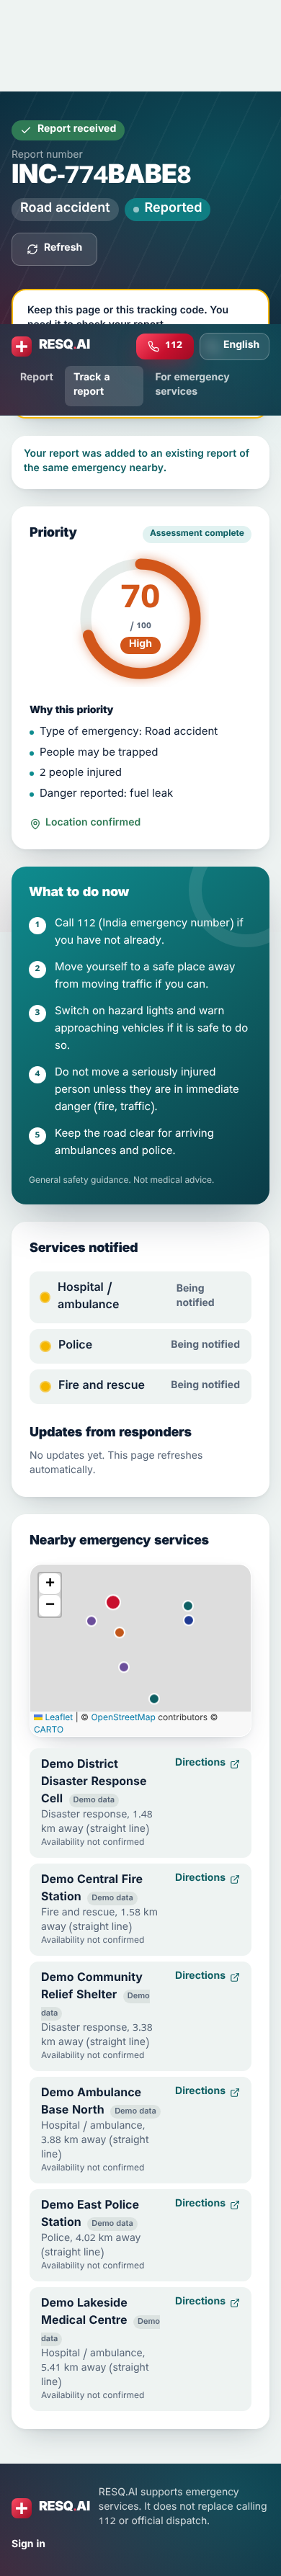 Report received
Report number
INC-774BABE8
Road accident
Reported
Refresh
Keep this page or this tracking code. You
need it to check your report
RESQ.AI
112
English
Report
Track a
report
For emergency
services
Your report was added to an existing report of
the same emergency nearby.
Priority
Assessment complete
70
/ 100
High
Why this priority
Type of emergency: Road accident
People may be trapped
2 people injured
Danger reported: fuel leak
Location confirmed
What to do now
1 Call 112 (India emergency number) if
you have not already.
2 Move yourself to a safe place away
from moving traffic if you can.
3 Switch on hazard lights and warn
approaching vehicles if it is safe to do
so.
4 Do not move a seriously injured
person unless they are in immediate
danger (fire, traffic).
5 Keep the road clear for arriving
ambulances and police.
General safety guidance. Not medical advice.
Services notified
Hospital /
ambulance
Being
notified
Police
Being notified
Fire and rescue
Being notified
Updates from responders
No updates yet. This page refreshes
automatically.
Nearby emergency services
+
−
Leaflet | © OpenStreetMap contributors ©
CARTO
Demo District
Disaster Response
Cell Demo data
Disaster response, 1.48
km away (straight line)
Availability not confirmed
Directions
Demo Central Fire
Station Demo data
Fire and rescue, 1.58 km
away (straight line)
Availability not confirmed
Directions
Demo Community
Relief Shelter Demo
data
Disaster response, 3.38
km away (straight line)
Availability not confirmed
Directions
Demo Ambulance
Base North Demo data
Hospital / ambulance,
3.88 km away (straight
line)
Availability not confirmed
Directions
Demo East Police
Station Demo data
Police, 4.02 km away
(straight line)
Availability not confirmed
Directions
Demo Lakeside
Medical Centre Demo
data
Hospital / ambulance,
5.41 km away (straight
line)
Availability not confirmed
Directions
RESQ.AI
RESQ.AI supports emergency
services. It does not replace calling
112 or official dispatch.
Sign in